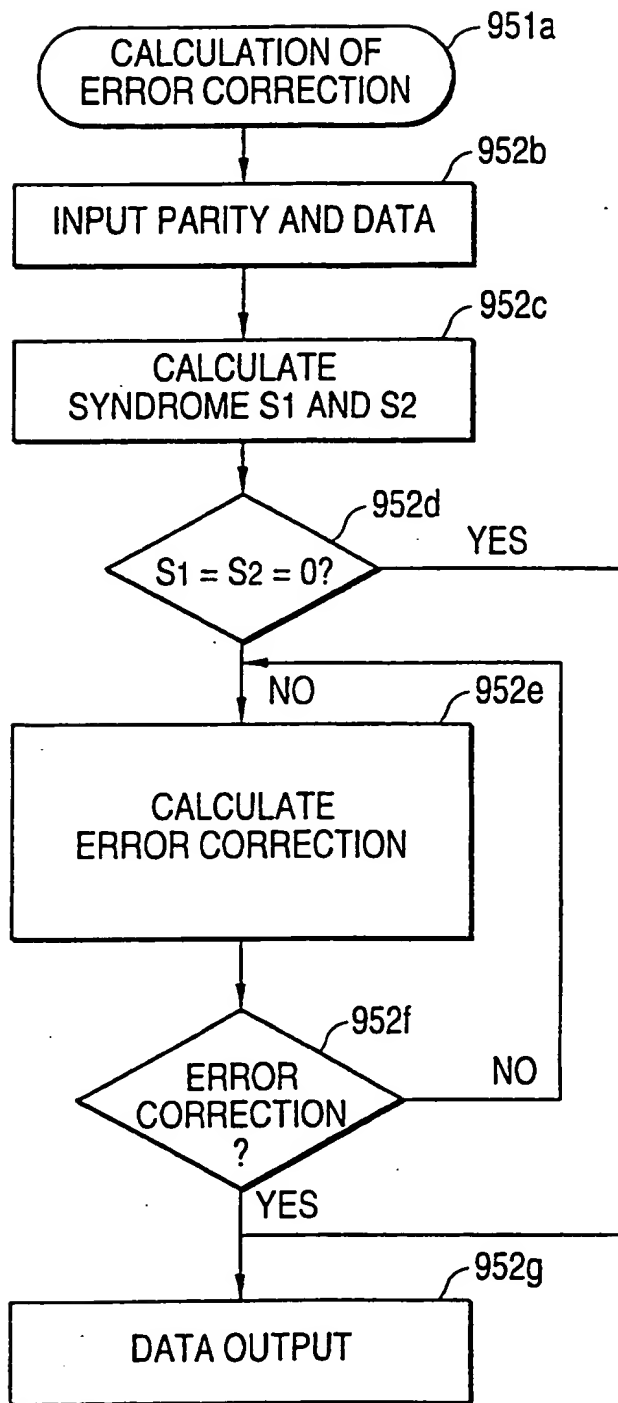 951a
CALCULATION OF
ERROR CORRECTION
952b
INPUT PARITY AND DATA
952c
CALCULATE
SYNDROME S1 AND S2
952d
S1 = S2 = 0?
YES
NO
952e
CALCULATE
ERROR CORRECTION
952f
ERROR
CORRECTION
?
NO
YES
952g
DATA OUTPUT